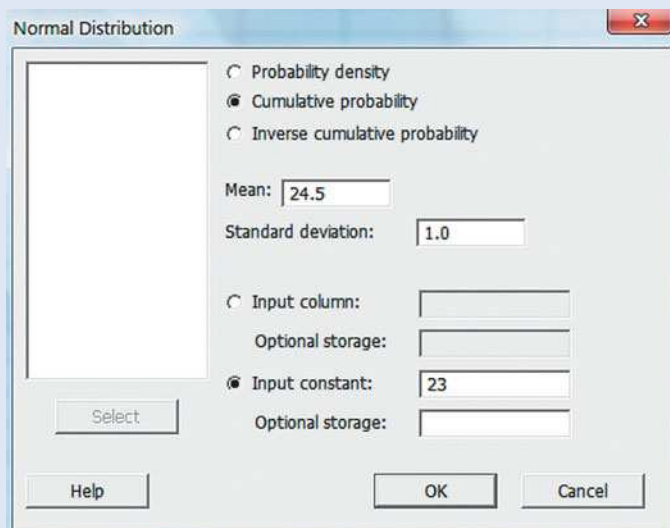 Normal Distribution
Probability density
Cumulative probability
Inverse cumulative probability
Mean: 24.5
Standard deviation: 1.0
Input column:
Optional storage:
Input constant: 23
Optional storage:
Select
Help OK Cancel